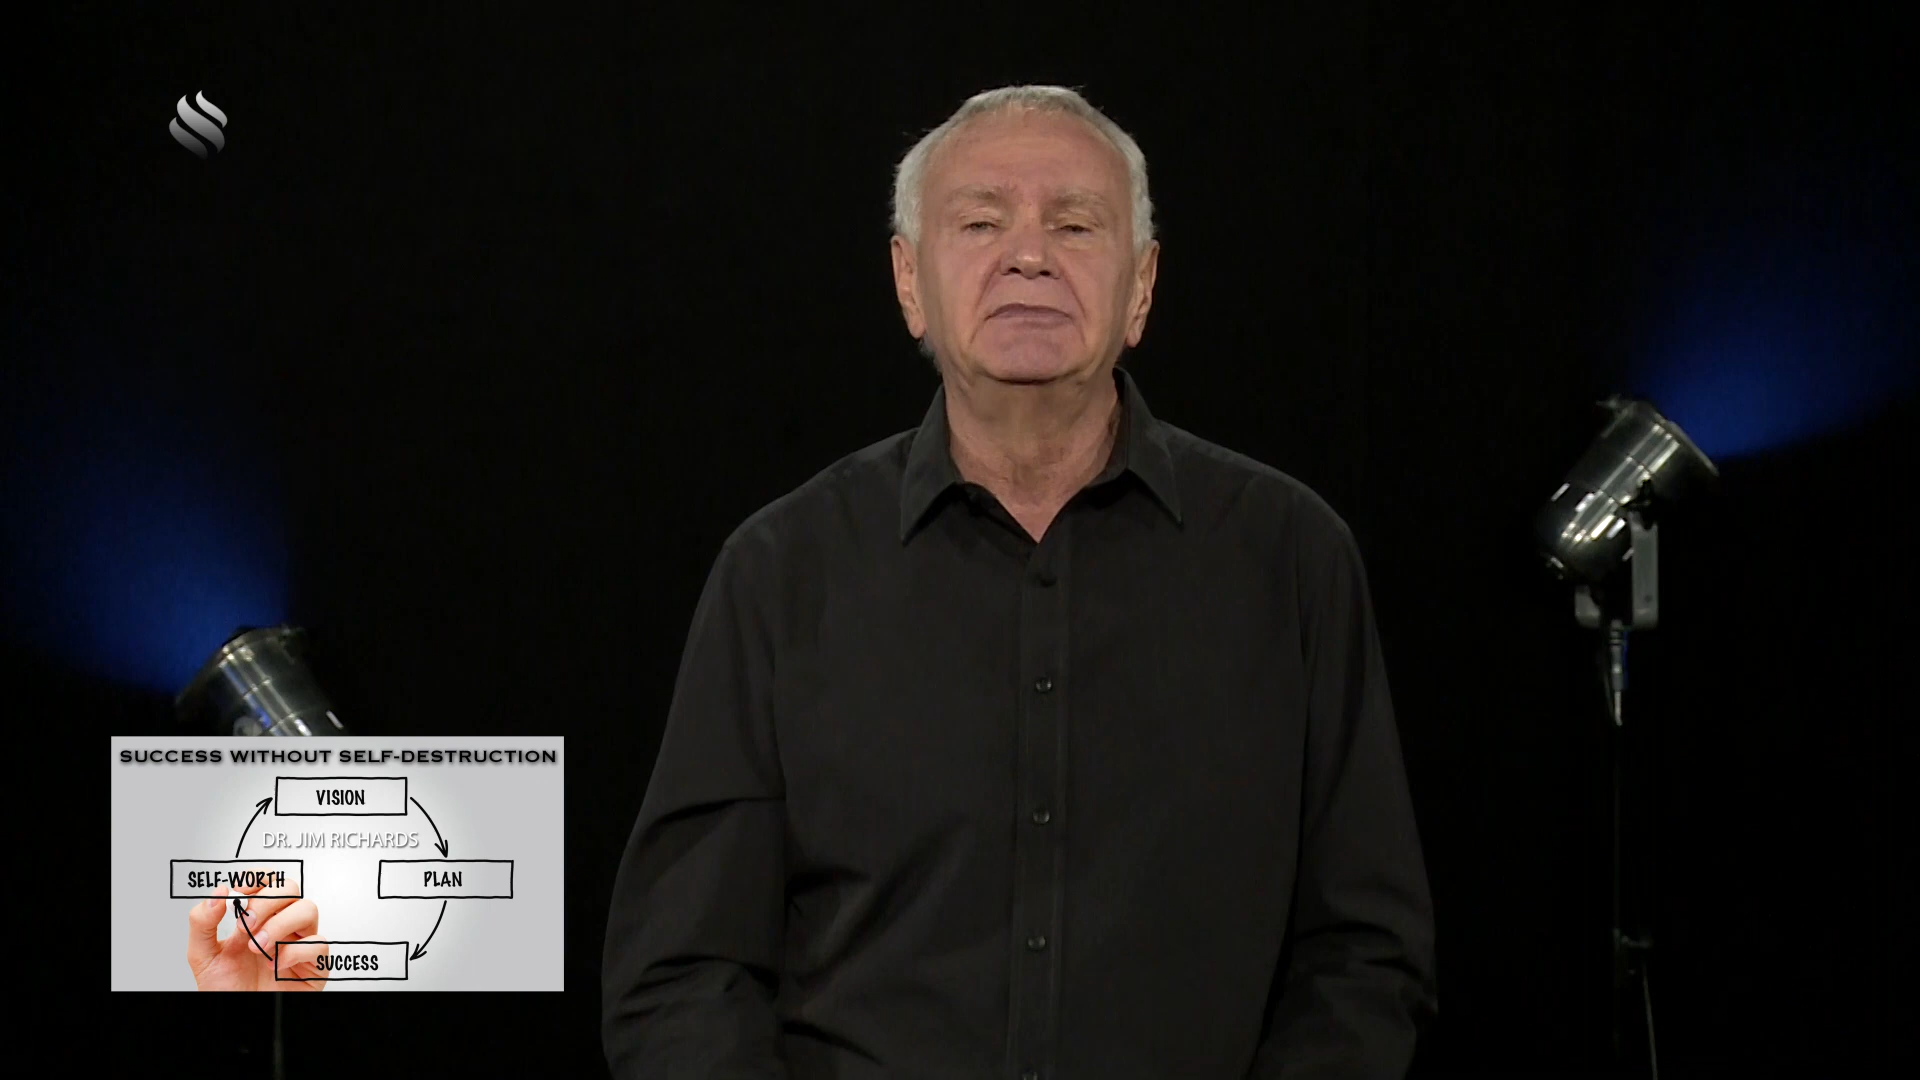 SUCCESS WITHOUT SELF-DESTRUCTION
VISION
DR. JIM RICHARDS
SELF-WORTH
PLAN
SUCCESS